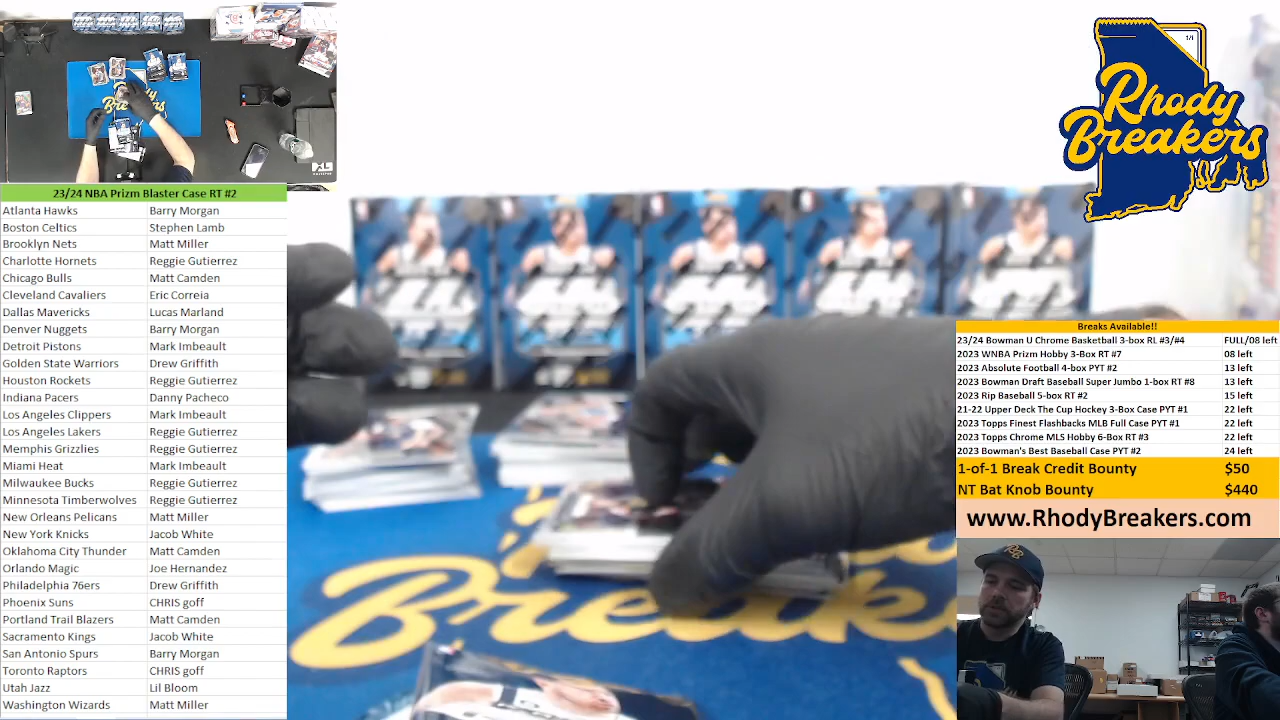 23/24 NBA Prizm Blaster Case RT #2
Atlanta Hawks Barry Morgan
Boston Celtics Stephen Lamb
Brooklyn Nets Matt Miller
Charlotte Hornets Reggie Gutierrez
Chicago Bulls Matt Camden
Cleveland Cavaliers Eric Correia
Dallas Mavericks Lucas Marland
Denver Nuggets Barry Morgan
Detroit Pistons Mark Imbeault
Golden State Warriors Drew Griffith
Houston Rockets Reggie Gutierrez
Indiana Pacers Danny Pacheco
Los Angeles Clippers Mark Imbeault
Los Angeles Lakers Reggie Gutierrez
Memphis Grizzlies Reggie Gutierrez
Miami Heat Mark Imbeault
Milwaukee Bucks Reggie Gutierrez
Minnesota Timberwolves Reggie Gutierrez
New Orleans Pelicans Matt Miller
New York Knicks Jacob White
Oklahoma City Thunder Matt Camden
Orlando Magic Joe Hernandez
Philadelphia 76ers Drew Griffith
Phoenix Suns CHRIS goff
Portland Trail Blazers Matt Camden
Sacramento Kings Jacob White
San Antonio Spurs Barry Morgan
Toronto Raptors CHRIS goff
Utah Jazz Lil Bloom
Washington Wizards Matt Miller
1/1
Rhody
Breakers
Breakers Available!!
23/24 Bowman U Chrome Basketball 3-box RL #3/#4 FULL/08 left
2023 WNBA Prizm Hobby 3-Box RT #7 08 left
2023 Absolute Football 4-box PYT #2 13 left
2023 Bowman Draft Baseball Super Jumbo 1-box RT #8 13 left
2023 Rip Baseball 5-box RT #2 15 left
21-22 Upper Deck The Cup Hockey 3-Box Case PYT #1 22 left
2023 Topps Finest Flashbacks MLB Full Case PYT #1 22 left
2023 Topps Chrome MLS Hobby 6-Box RT #3 22 left
2023 Bowman's Best Baseball Case PYT #2 24 left
1-of-1 Break Credit Bounty $50
NT Bat Knob Bounty $440
www.RhodyBreakers.com